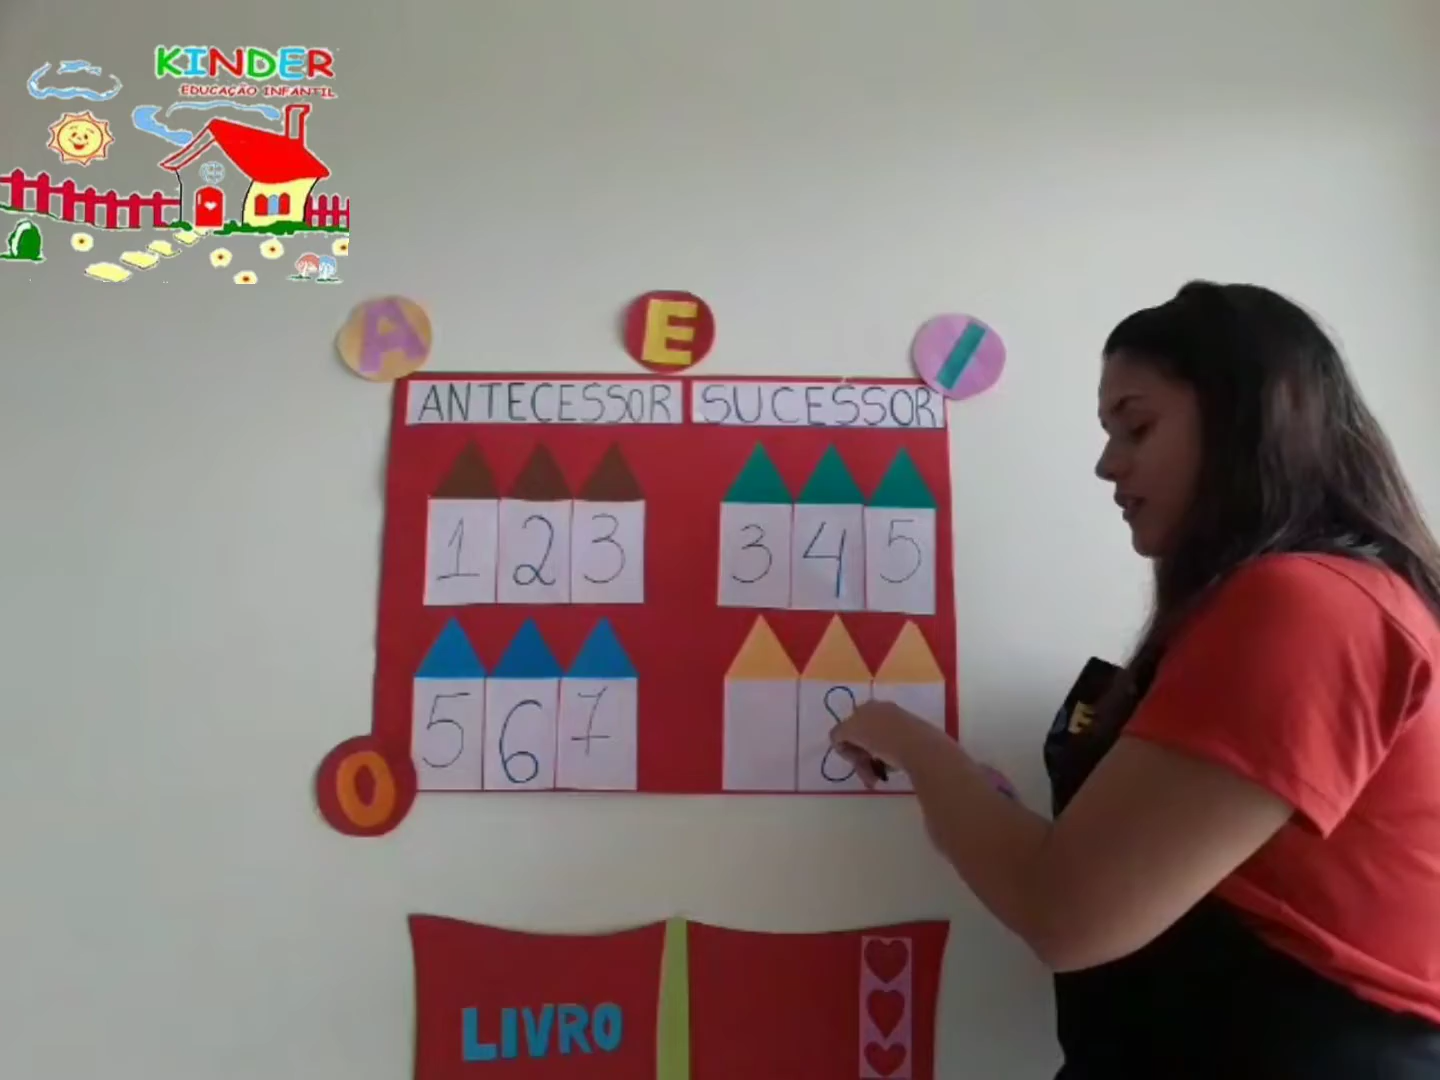 KINDER
EDUCAÇÃO INFANTIL
A E I
ANTECESSOR SUCESSOR
1 2 3 3 4 5
5 6 7 8
O
LIVRO